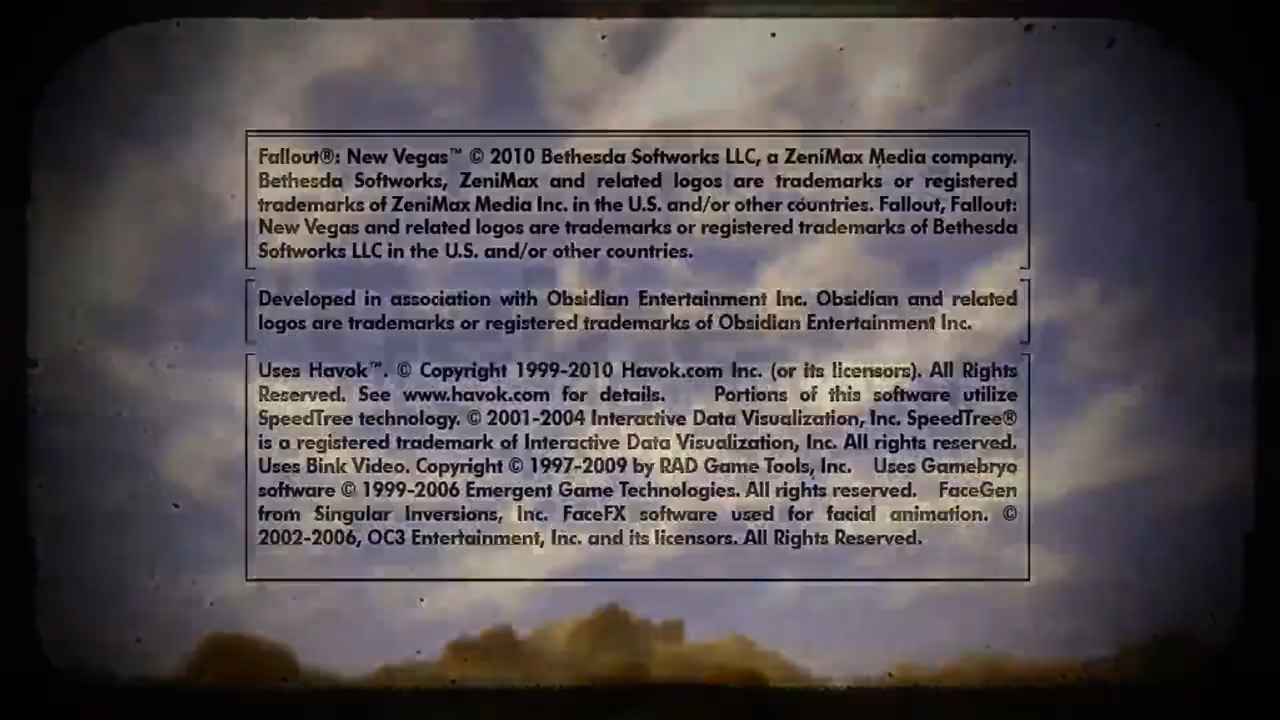 Fallout®: New Vegas™ © 2010 Bethesda Softworks LLC, a ZeniMax Media company.
Bethesda Softworks, ZeniMax and related logos are trademarks or registered
trademarks of ZeniMax Media Inc. in the U.S. and/or other countries. Fallout, Fallout:
New Vegas and related logos are trademarks or registered trademarks of Bethesda
Softworks LLC in the U.S. and/or other countries.
Developed in association with Obsidian Entertainment Inc. Obsidian and related
logos are trademarks or registered trademarks of Obsidian Entertainment Inc.
Uses Havok™. © Copyright 1999-2010 Havok.com Inc. (or its licensors). All Rights
Reserved. See www.havok.com for details. Portions of this software utilize
SpeedTree technology. © 2001-2004 Interactive Data Visualization, Inc. SpeedTree®
is a registered trademark of Interactive Data Visualization, Inc. All rights reserved.
Uses Bink Video. Copyright © 1997-2009 by RAD Game Tools, Inc. Uses Gamebryo
software © 1999-2006 Emergent Game Technologies. All rights reserved. FaceGen
from Singular Inversions, Inc. FaceFX software used for facial animation. ©
2002-2006, OC3 Entertainment, Inc. and its licensors. All Rights Reserved.